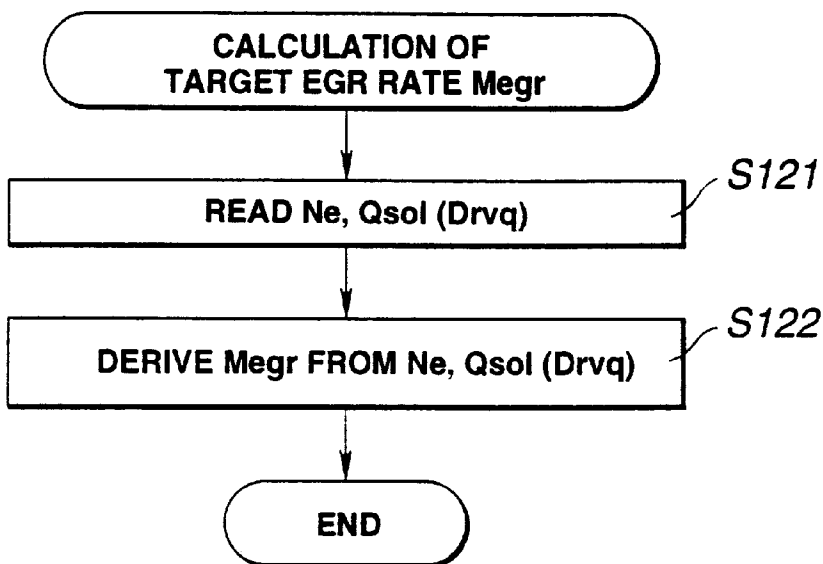 CALCULATION OF
TARGET EGR RATE Megr
S121
READ Ne, Qsol (Drvq)
S122
DERIVE Megr FROM Ne, Qsol (Drvq)
END